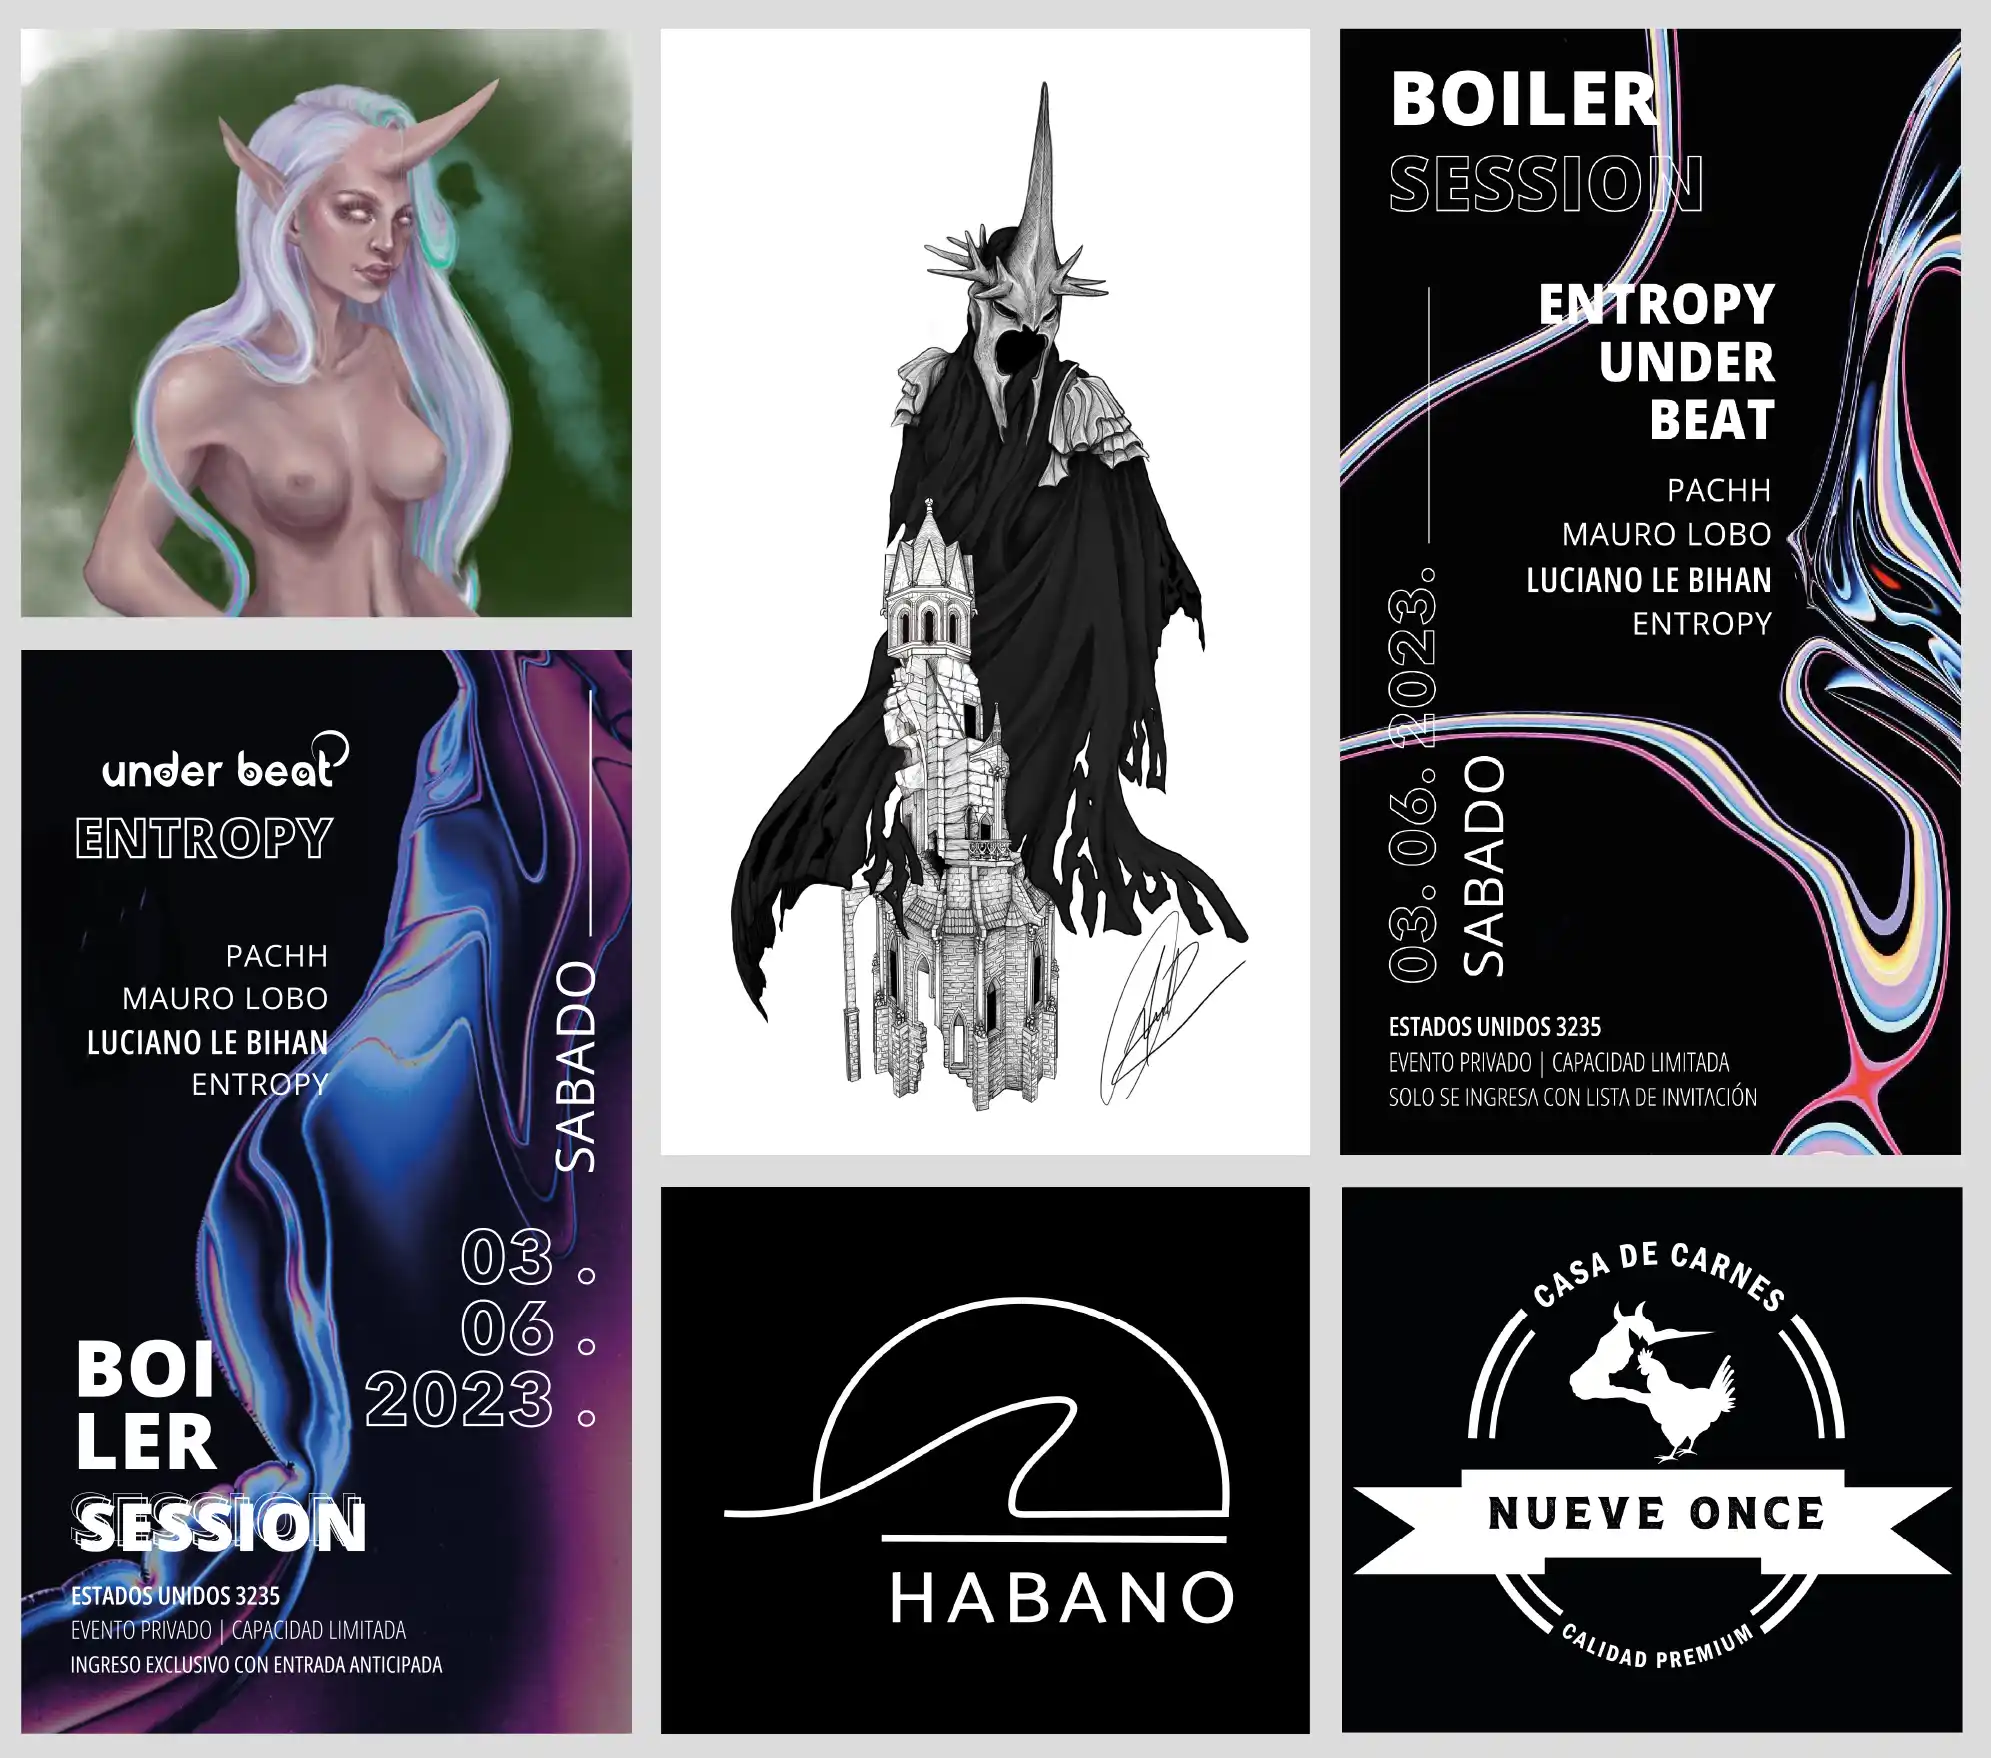 under beat
ENTROPY
PACHH
MAURO LOBO
LUCIANO LE BIHAN
ENTROPY
SABADO
03 .
06 .
2023 .
BOI
LER
SESSION
ESTADOS UNIDOS 3235
EVENTO PRIVADO | CAPACIDAD LIMITADA
INGRESO EXCLUSIVO CON ENTRADA ANTICIPADA
BOILER
SESSION
ENTROPY
UNDER
BEAT
PACHH
MAURO LOBO
LUCIANO LE BIHAN
ENTROPY
03. 06. 2023.
SABADO
ESTADOS UNIDOS 3235
EVENTO PRIVADO | CAPACIDAD LIMITADA
SOLO SE INGRESA CON LISTA DE INVITACIÓN
HABANO
CASA DE CARNES
NUEVE ONCE
CALIDAD PREMIUM